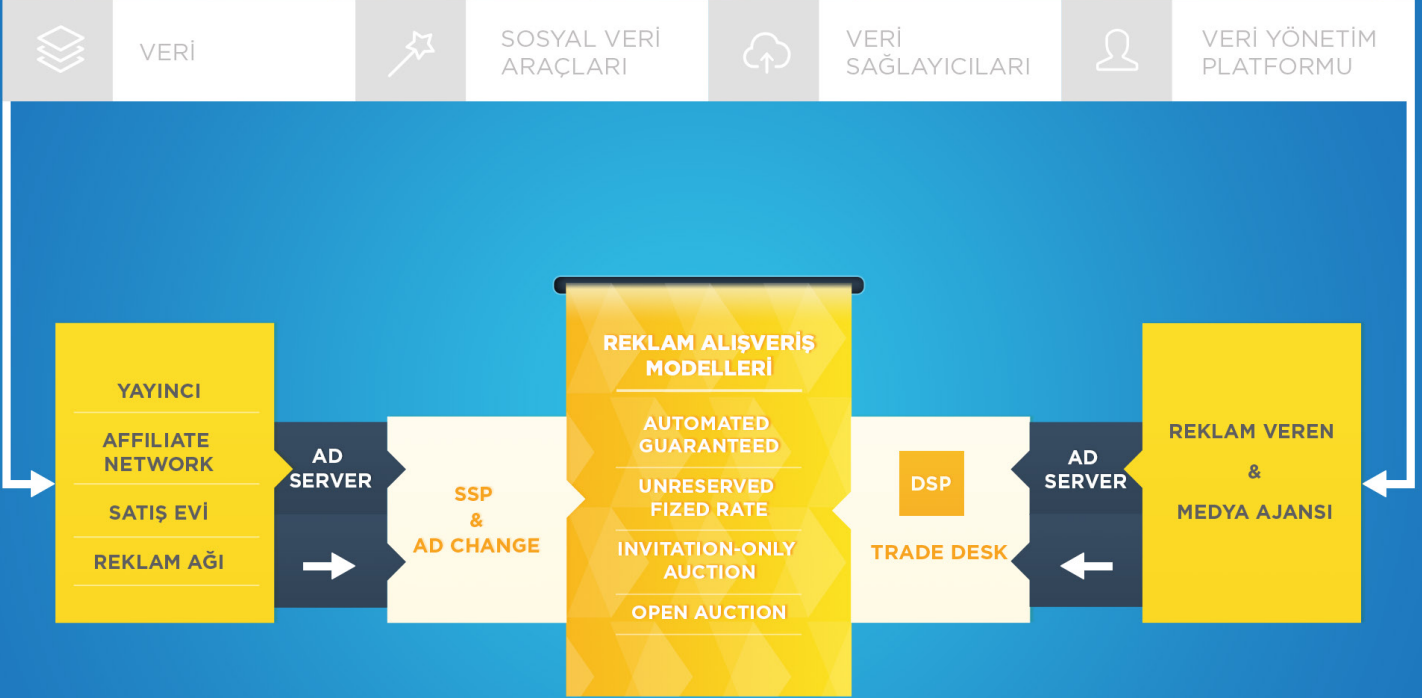 VERİ
SOSYAL VERİ
ARAÇLARI
VERİ
SAĞLAYICILARI
VERİ YÖNETİM
PLATFORMU
YAYINCI
AFFILIATE
NETWORK
SATIŞ EVİ
REKLAM AĞI
AD
SERVER
SSP
&
AD CHANGE
REKLAM ALIŞVERİŞ
MODELLERİ
AUTOMATED
GUARANTEED
UNRESERVED
FIZED RATE
INVITATION-ONLY
AUCTION
OPEN AUCTION
DSP
TRADE DESK
AD
SERVER
REKLAM VEREN
&
MEDYA AJANSI